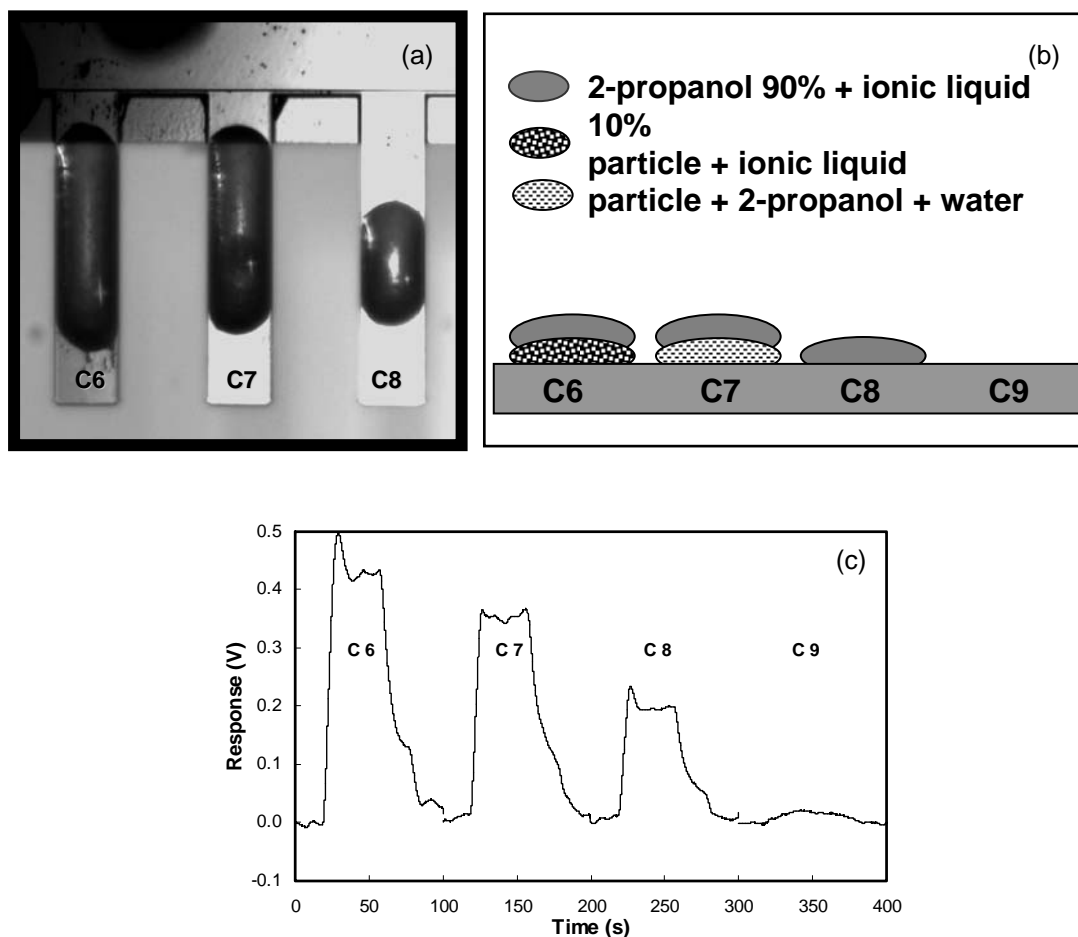 (a)
C6 C7 C8
(b)
2-propanol 90% + ionic liquid
10%
particle + ionic liquid
particle + 2-propanol + water
C6 C7 C8 C9
(c)
0.5
0.4
0.3
0.2
0.1
0.0
-0.1
Response (V)
C 6 C 7 C 8 C 9
0 50 100 150 200 250 300 350 400
Time (s)